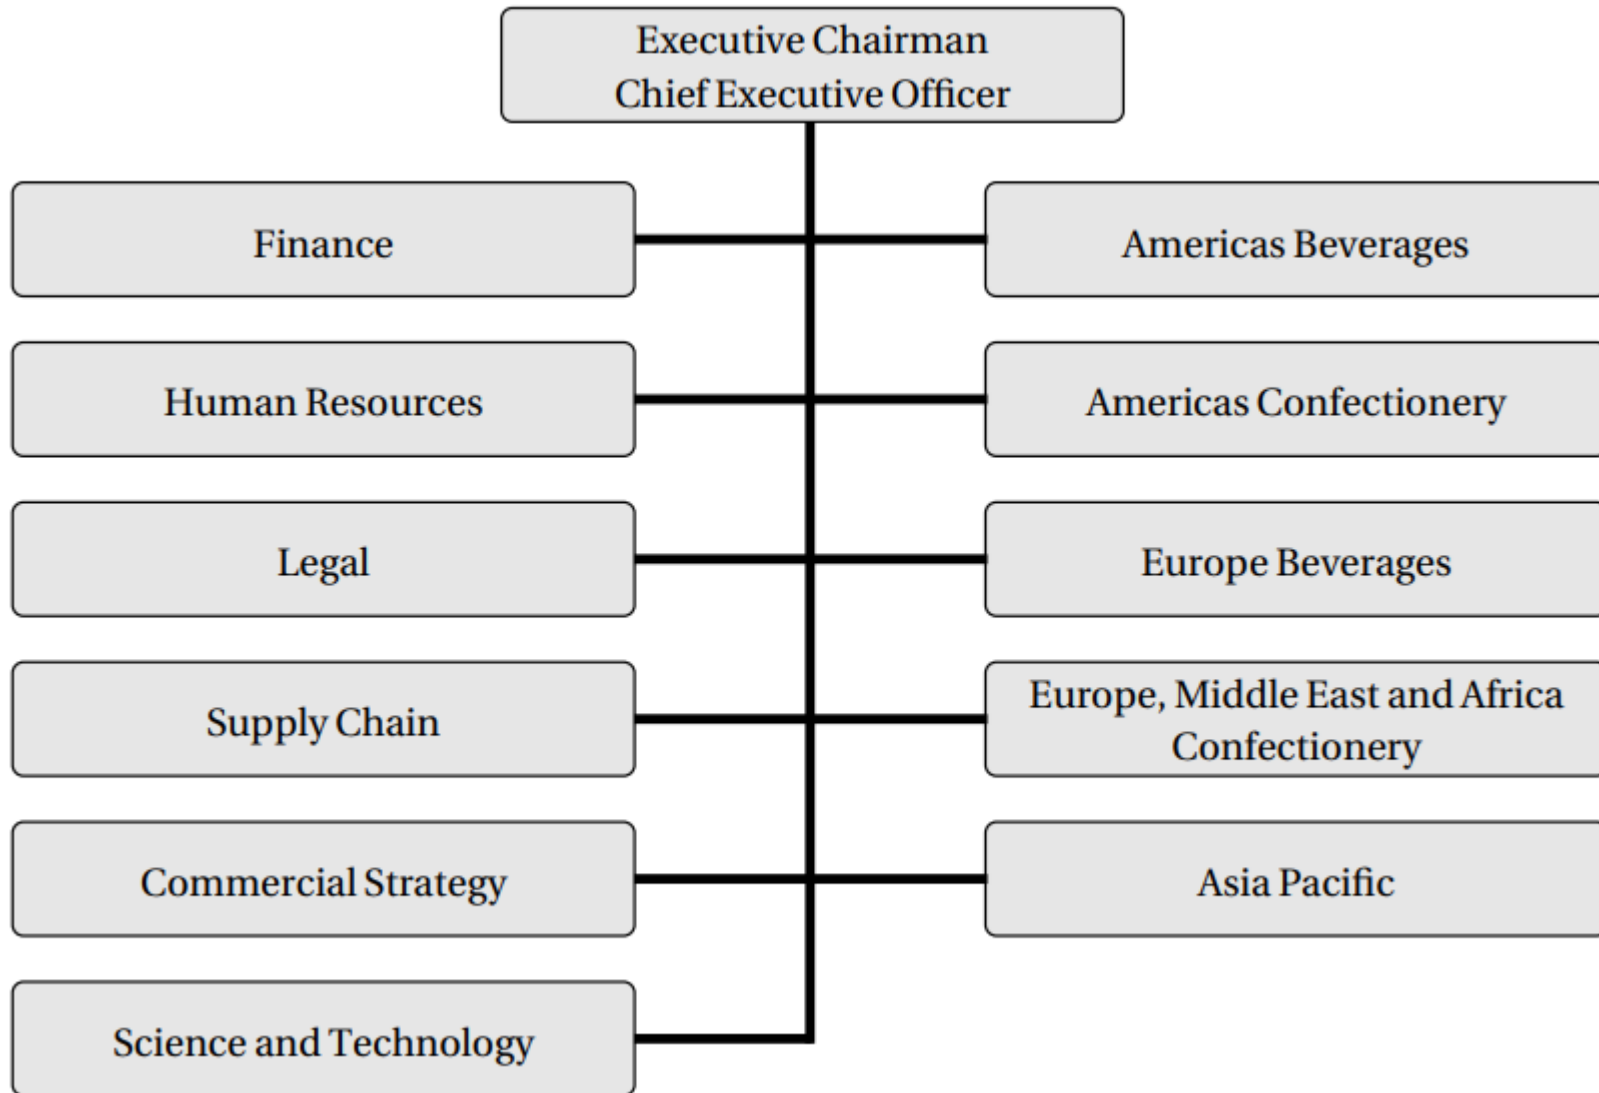 Executive Chairman
Chief Executive Officer
Finance
Americas Beverages
Human Resources
Americas Confectionery
Legal
Europe Beverages
Supply Chain
Europe, Middle East and Africa
Confectionery
Commercial Strategy
Asia Pacific
Science and Technology